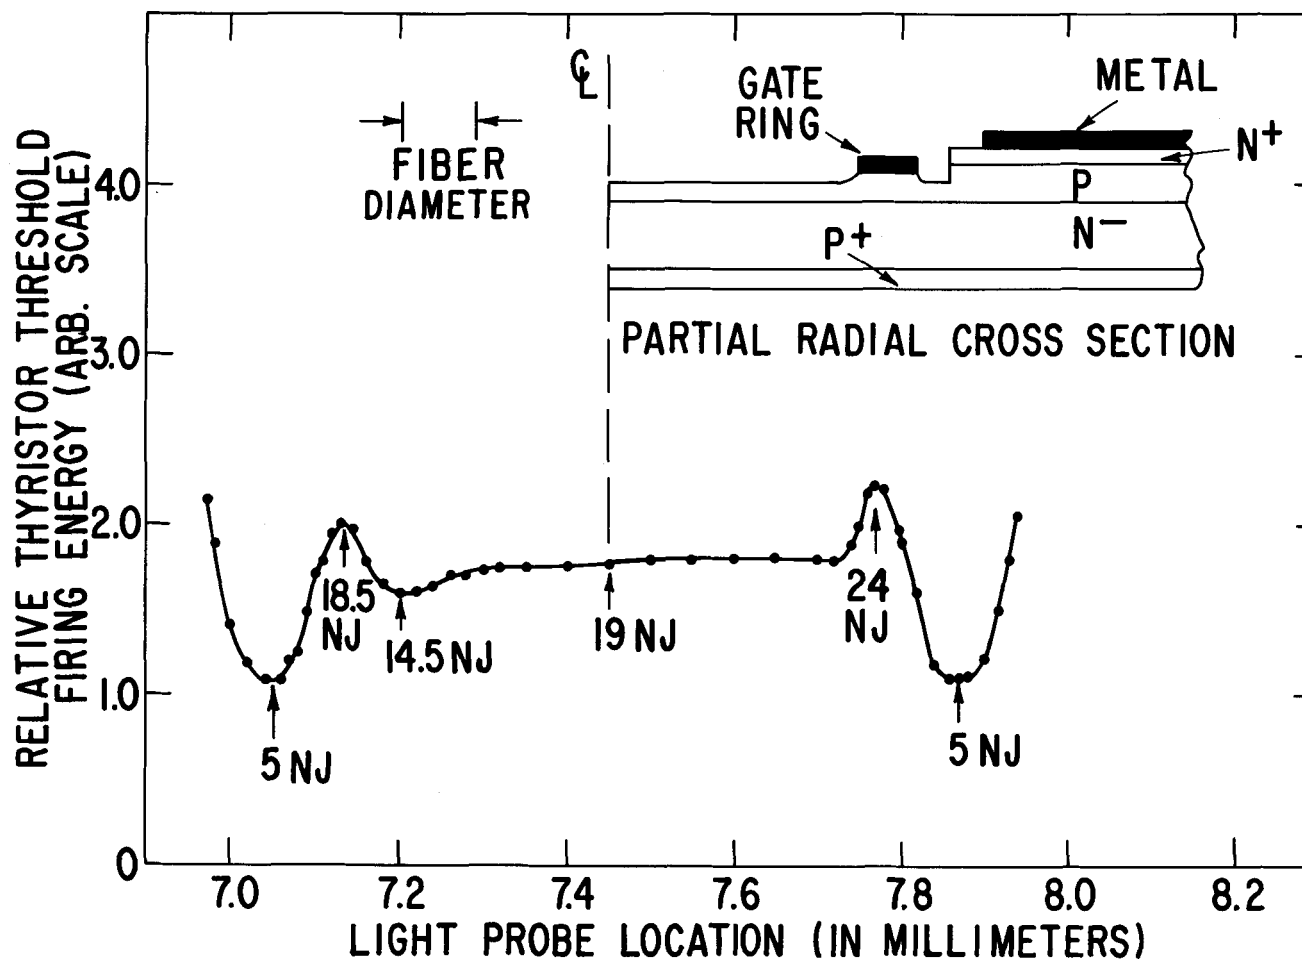 RELATIVE THYRISTOR THRESHOLD
FIRING ENERGY (ARB. SCALE)
4.0
3.0
2.0
1.0
0
FIBER
DIAMETER
℄
GATE
RING
METAL
N+
P
N−
P+
PARTIAL RADIAL CROSS SECTION
18.5
NJ
14.5 NJ
19 NJ
24
NJ
5 NJ
5 NJ
7.0
7.2
7.4
7.6
7.8
8.0
8.2
LIGHT PROBE LOCATION (IN MILLIMETERS)